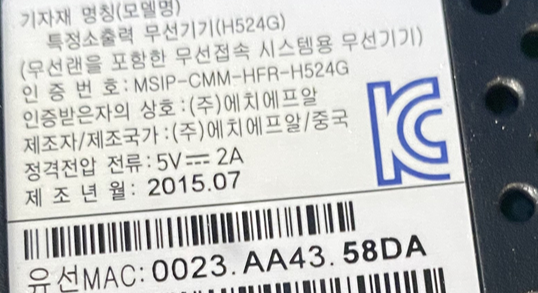 기자재 명칭(모델명)
특정소출력 무선기기(H524G)
(무선랜을 포함한 무선접속 시스템용 무선기기)
인 증 번 호 : MSIP-CMM-HFR-H524G
인증받은자의 상호 : (주)에치에프알
제조자/제조국가 : (주)에치에프알/중국
정격전압 전류 : 5V⎓ 2A
제 조 년 월 : 2015.07
유선MAC: 0023. AA43. 58DA